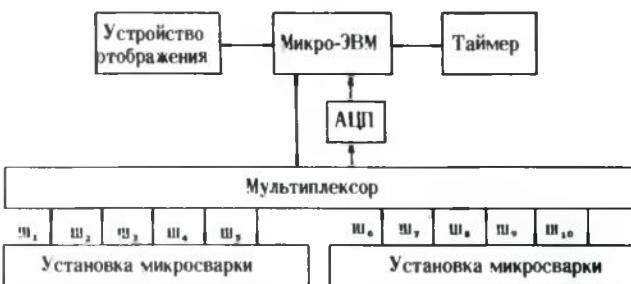 Устройство
отображения
Микро-ЭВМ
Таймер
АЦП
Мультиплексор
Ш₁ Ш₂ Ш₃ Ш₄ Ш₅ Ш₆ Ш₇ Ш₈ Ш₉ Ш₁₀
Установка микросварки
Установка микросварки